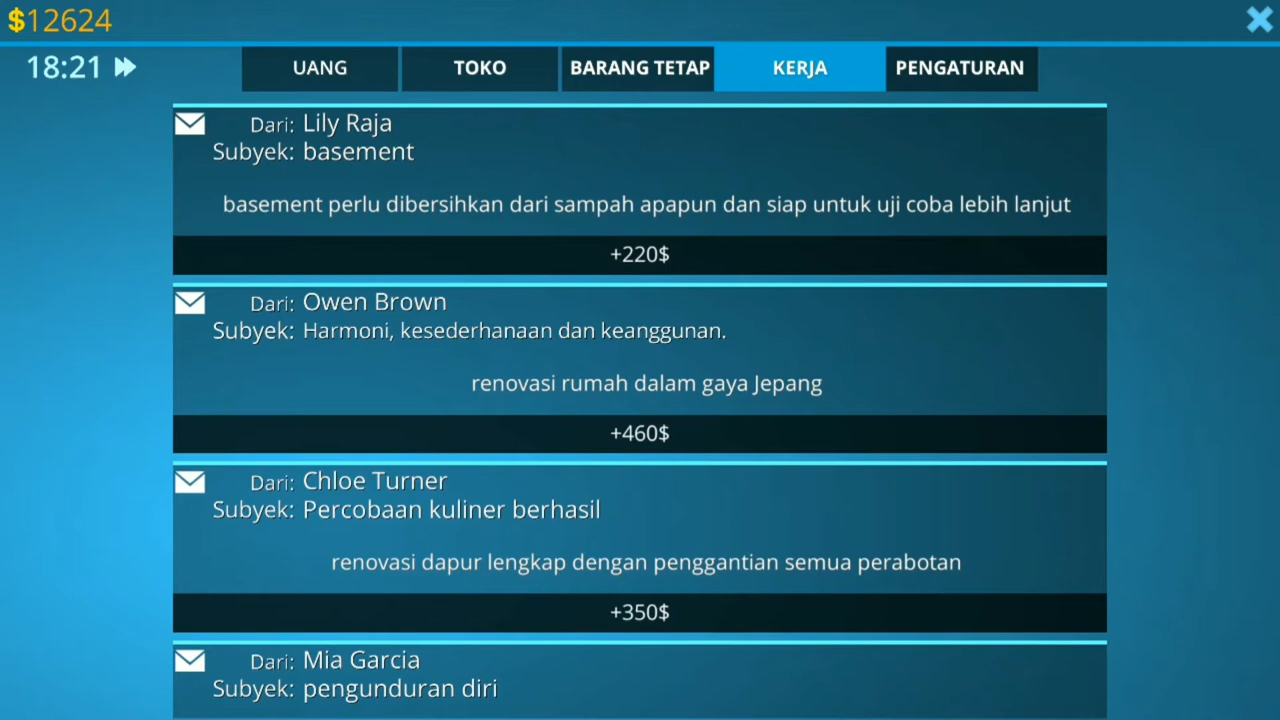 $12624
18:21
UANG
TOKO
BARANG TETAP
KERJA
PENGATURAN
Dari: Lily Raja
Subyek: basement
basement perlu dibersihkan dari sampah apapun dan siap untuk uji coba lebih lanjut
+220$
Dari: Owen Brown
Subyek: Harmoni, kesederhanaan dan keanggunan.
renovasi rumah dalam gaya Jepang
+460$
Dari: Chloe Turner
Subyek: Percobaan kuliner berhasil
renovasi dapur lengkap dengan penggantian semua perabotan
+350$
Dari: Mia Garcia
Subyek: pengunduran diri